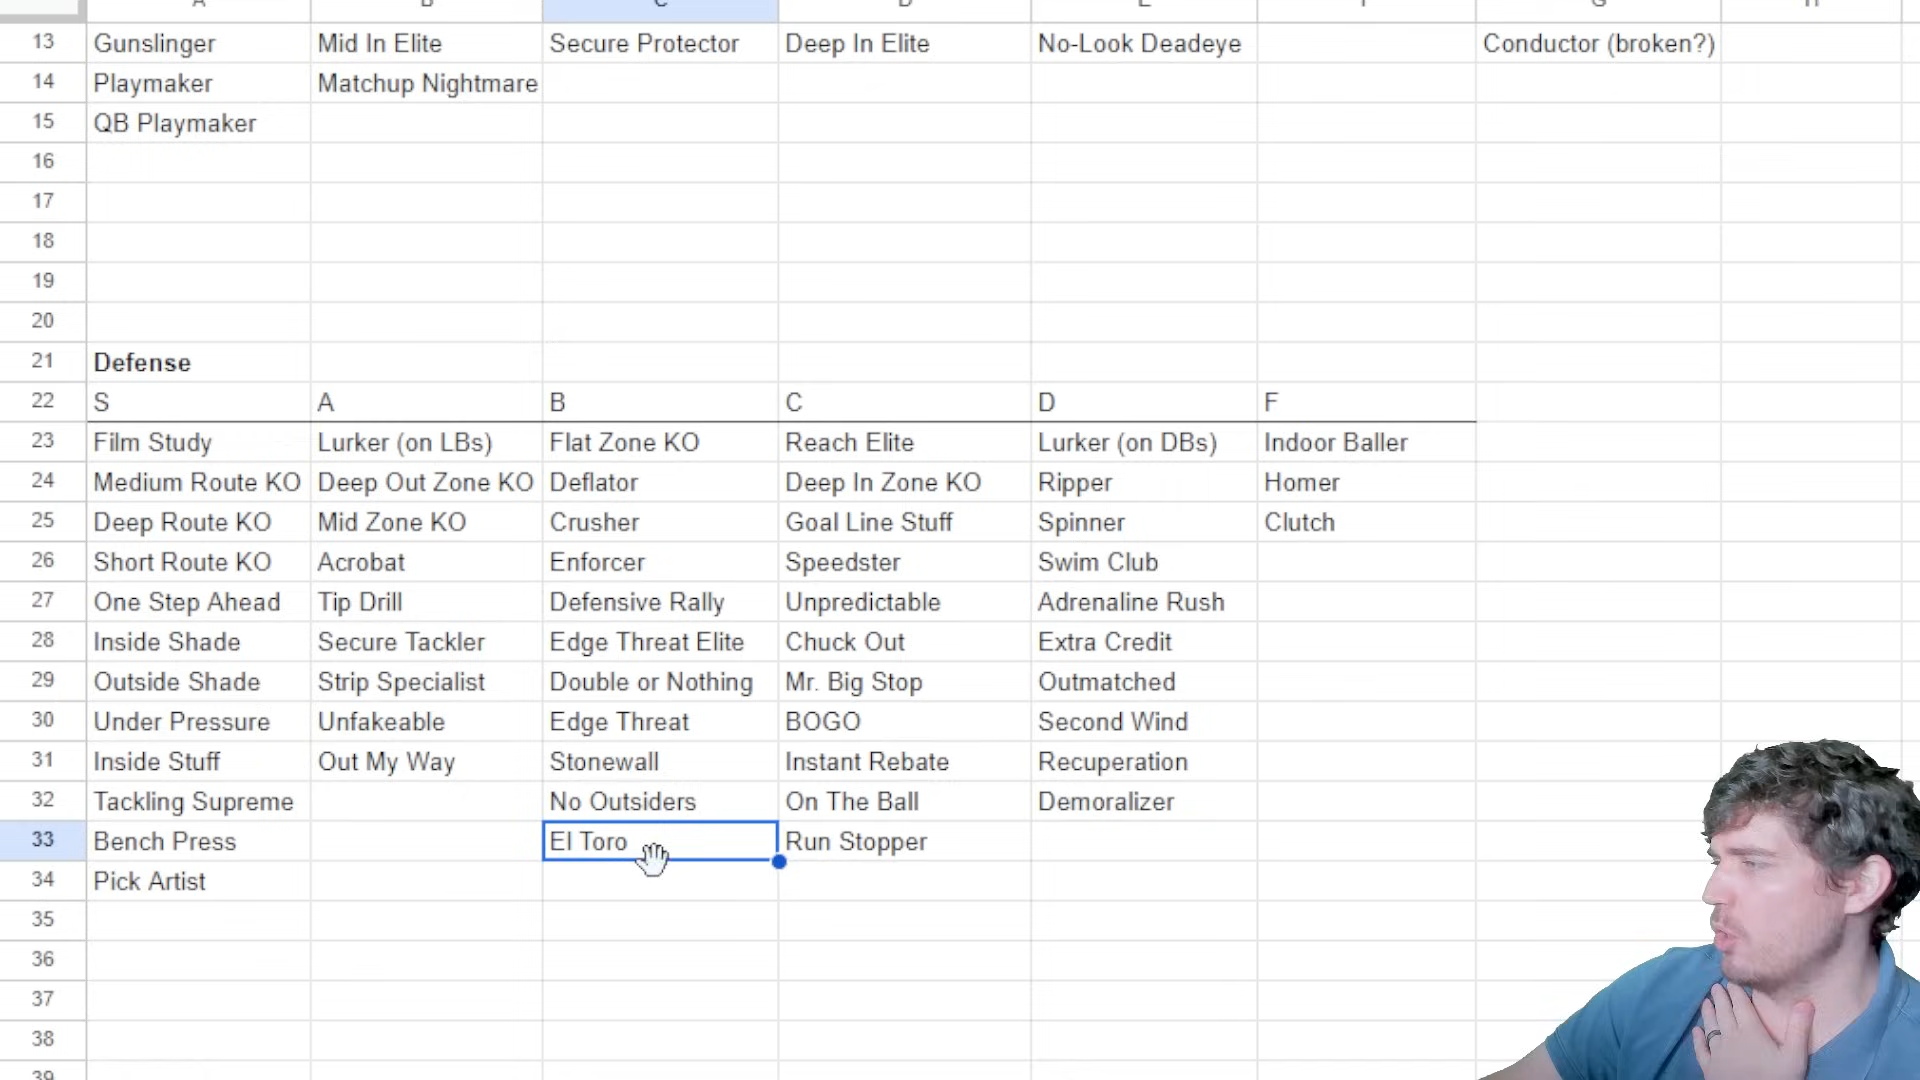 13 Gunslinger Mid In Elite Secure Protector Deep In Elite No-Look Deadeye Conductor (broken?)
14 Playmaker Matchup Nightmare
15 QB Playmaker
16
17
18
19
20
21 Defense
22 S A B C D F
23 Film Study Lurker (on LBs) Flat Zone KO Reach Elite Lurker (on DBs) Indoor Baller
24 Medium Route KO Deep Out Zone KO Deflator Deep In Zone KO Ripper Homer
25 Deep Route KO Mid Zone KO Crusher Goal Line Stuff Spinner Clutch
26 Short Route KO Acrobat Enforcer Speedster Swim Club
27 One Step Ahead Tip Drill Defensive Rally Unpredictable Adrenaline Rush
28 Inside Shade Secure Tackler Edge Threat Elite Chuck Out Extra Credit
29 Outside Shade Strip Specialist Double or Nothing Mr. Big Stop Outmatched
30 Under Pressure Unfakeable Edge Threat BOGO Second Wind
31 Inside Stuff Out My Way Stonewall Instant Rebate Recuperation
32 Tackling Supreme No Outsiders On The Ball Demoralizer
33 Bench Press El Toro Run Stopper
34 Pick Artist
35
36
37
38
39